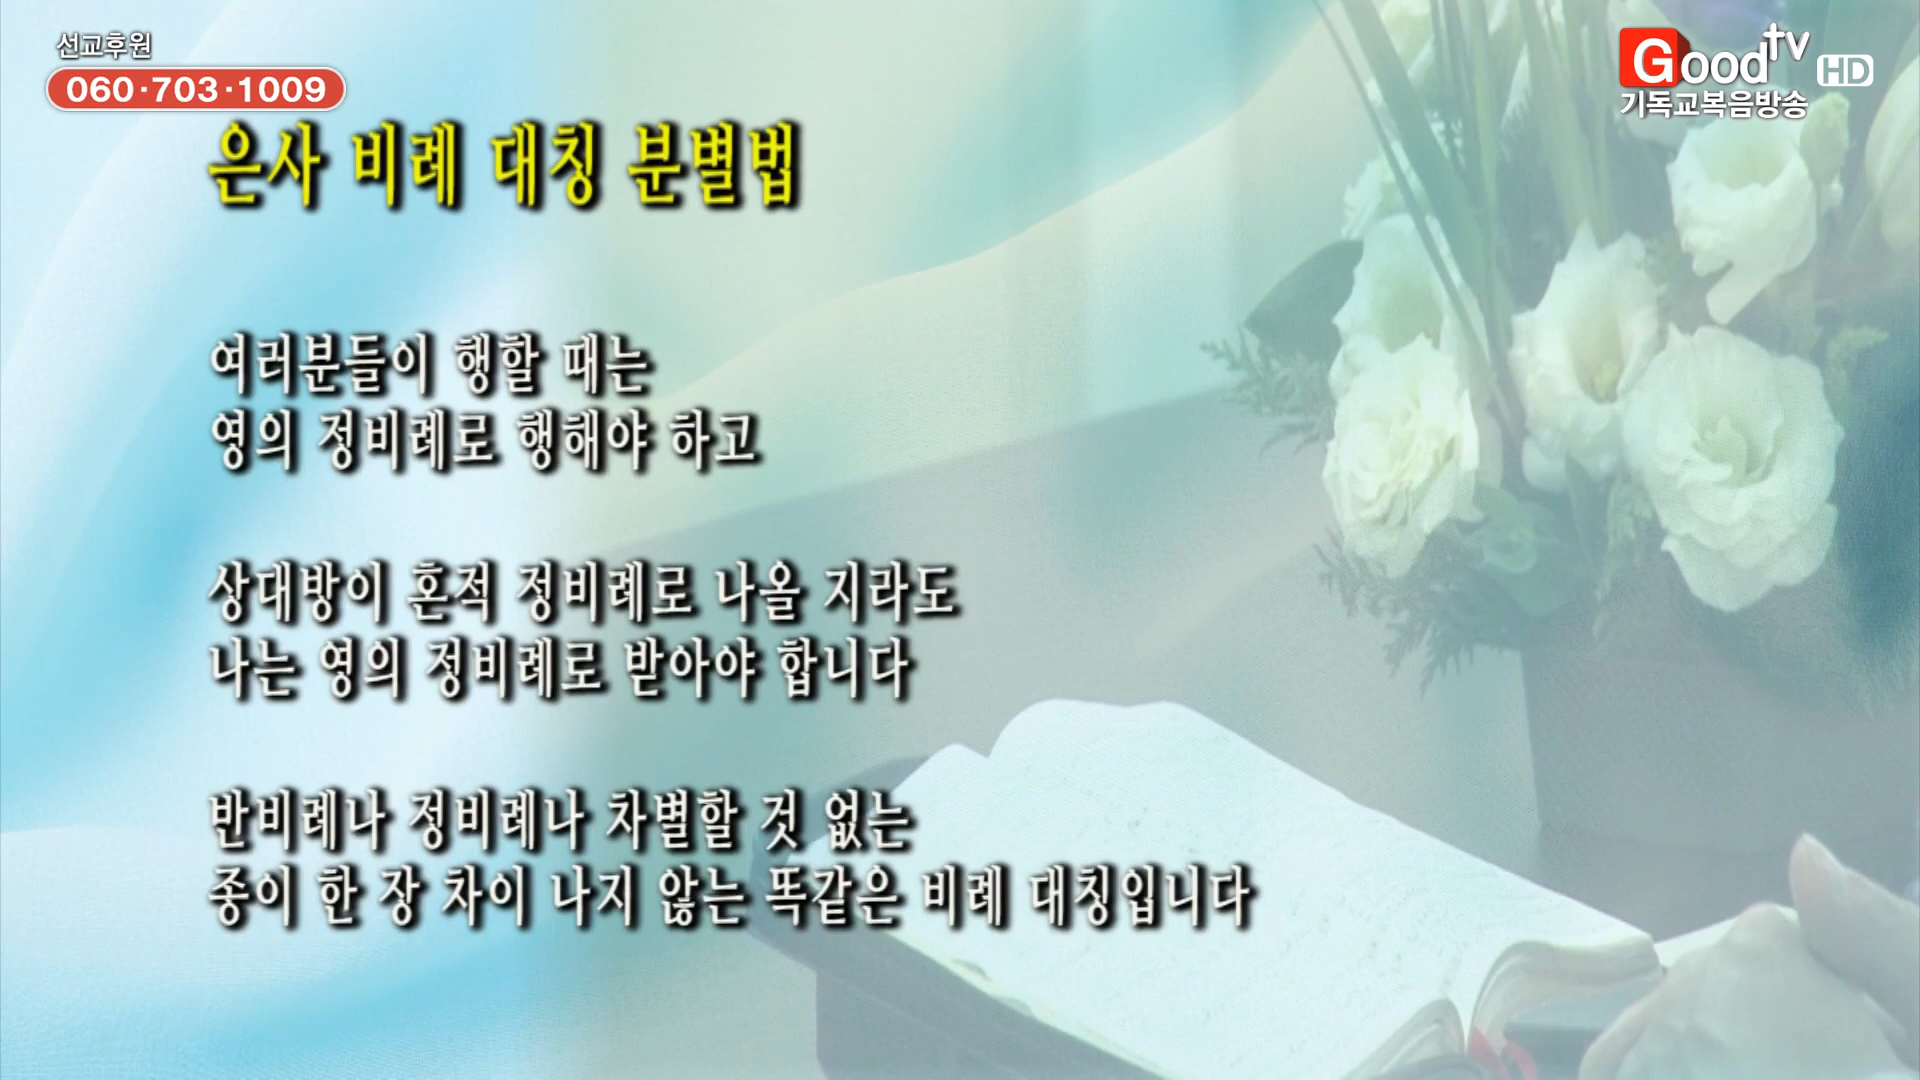 선교후원
060·703·1009
Good tv HD
기독교복음방송
은사 비례 대칭 분별법
여러분들이 행할 때는
영의 정비례로 행해야 하고
상대방이 혼적 정비례로 나올 지라도
나는 영의 정비례로 받아야 합니다
반비례나 정비례나 차별할 것 없는
종이 한 장 차이 나지 않는 똑같은 비례 대칭입니다